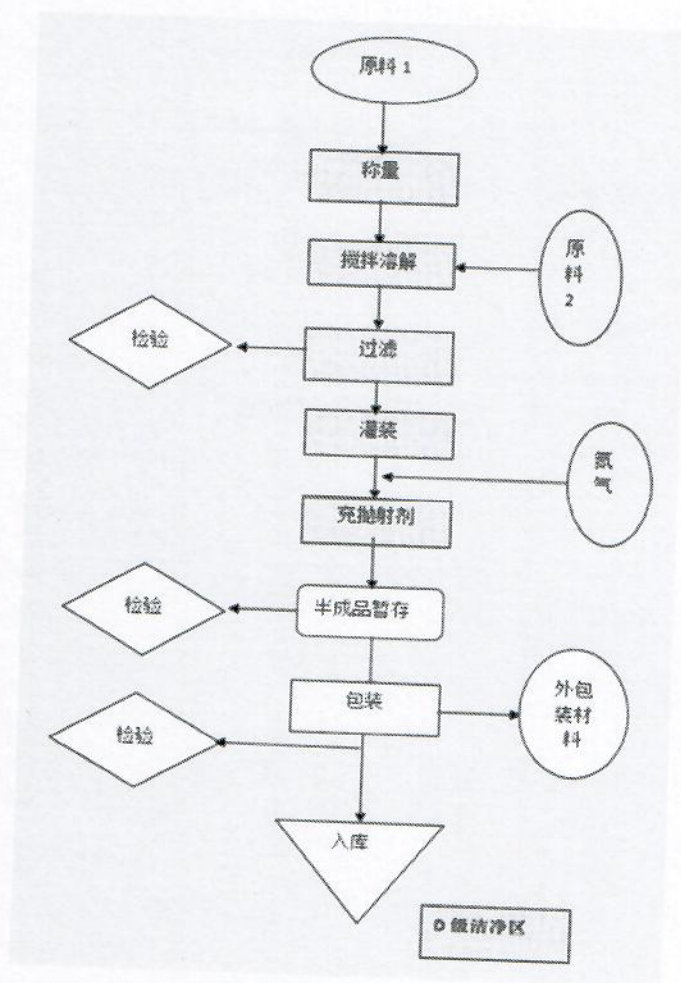 原料 1
称量
搅拌溶解
原
料
2
检验
过滤
灌装
氮
气
充抛射剂
检验
半成品暂存
包装
外包
装材
料
检验
入库
D 级洁净区